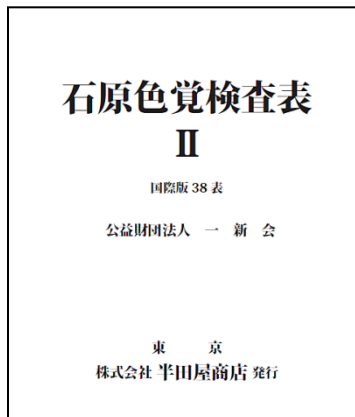 石原色覚検査表
II
国際版 38 表
公益財団法人 一 新 会
東 京
株式会社 半田屋商店 発行